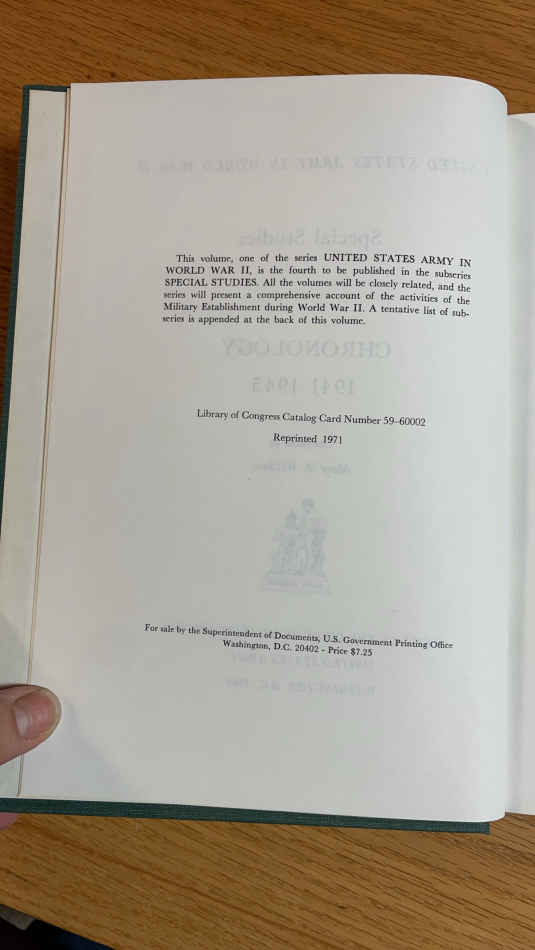 This volume, one of the series UNITED STATES ARMY IN
WORLD WAR II, is the fourth to be published in the subseries
SPECIAL STUDIES. All the volumes will be closely related, and the
series will present a comprehensive account of the activities of the
Military Establishment during World War II. A tentative list of sub-
series is appended at the back of this volume.
Library of Congress Catalog Card Number 59-60002
Reprinted 1971
For sale by the Superintendent of Documents, U.S. Government Printing Office
Washington, D.C. 20402 - Price $7.25